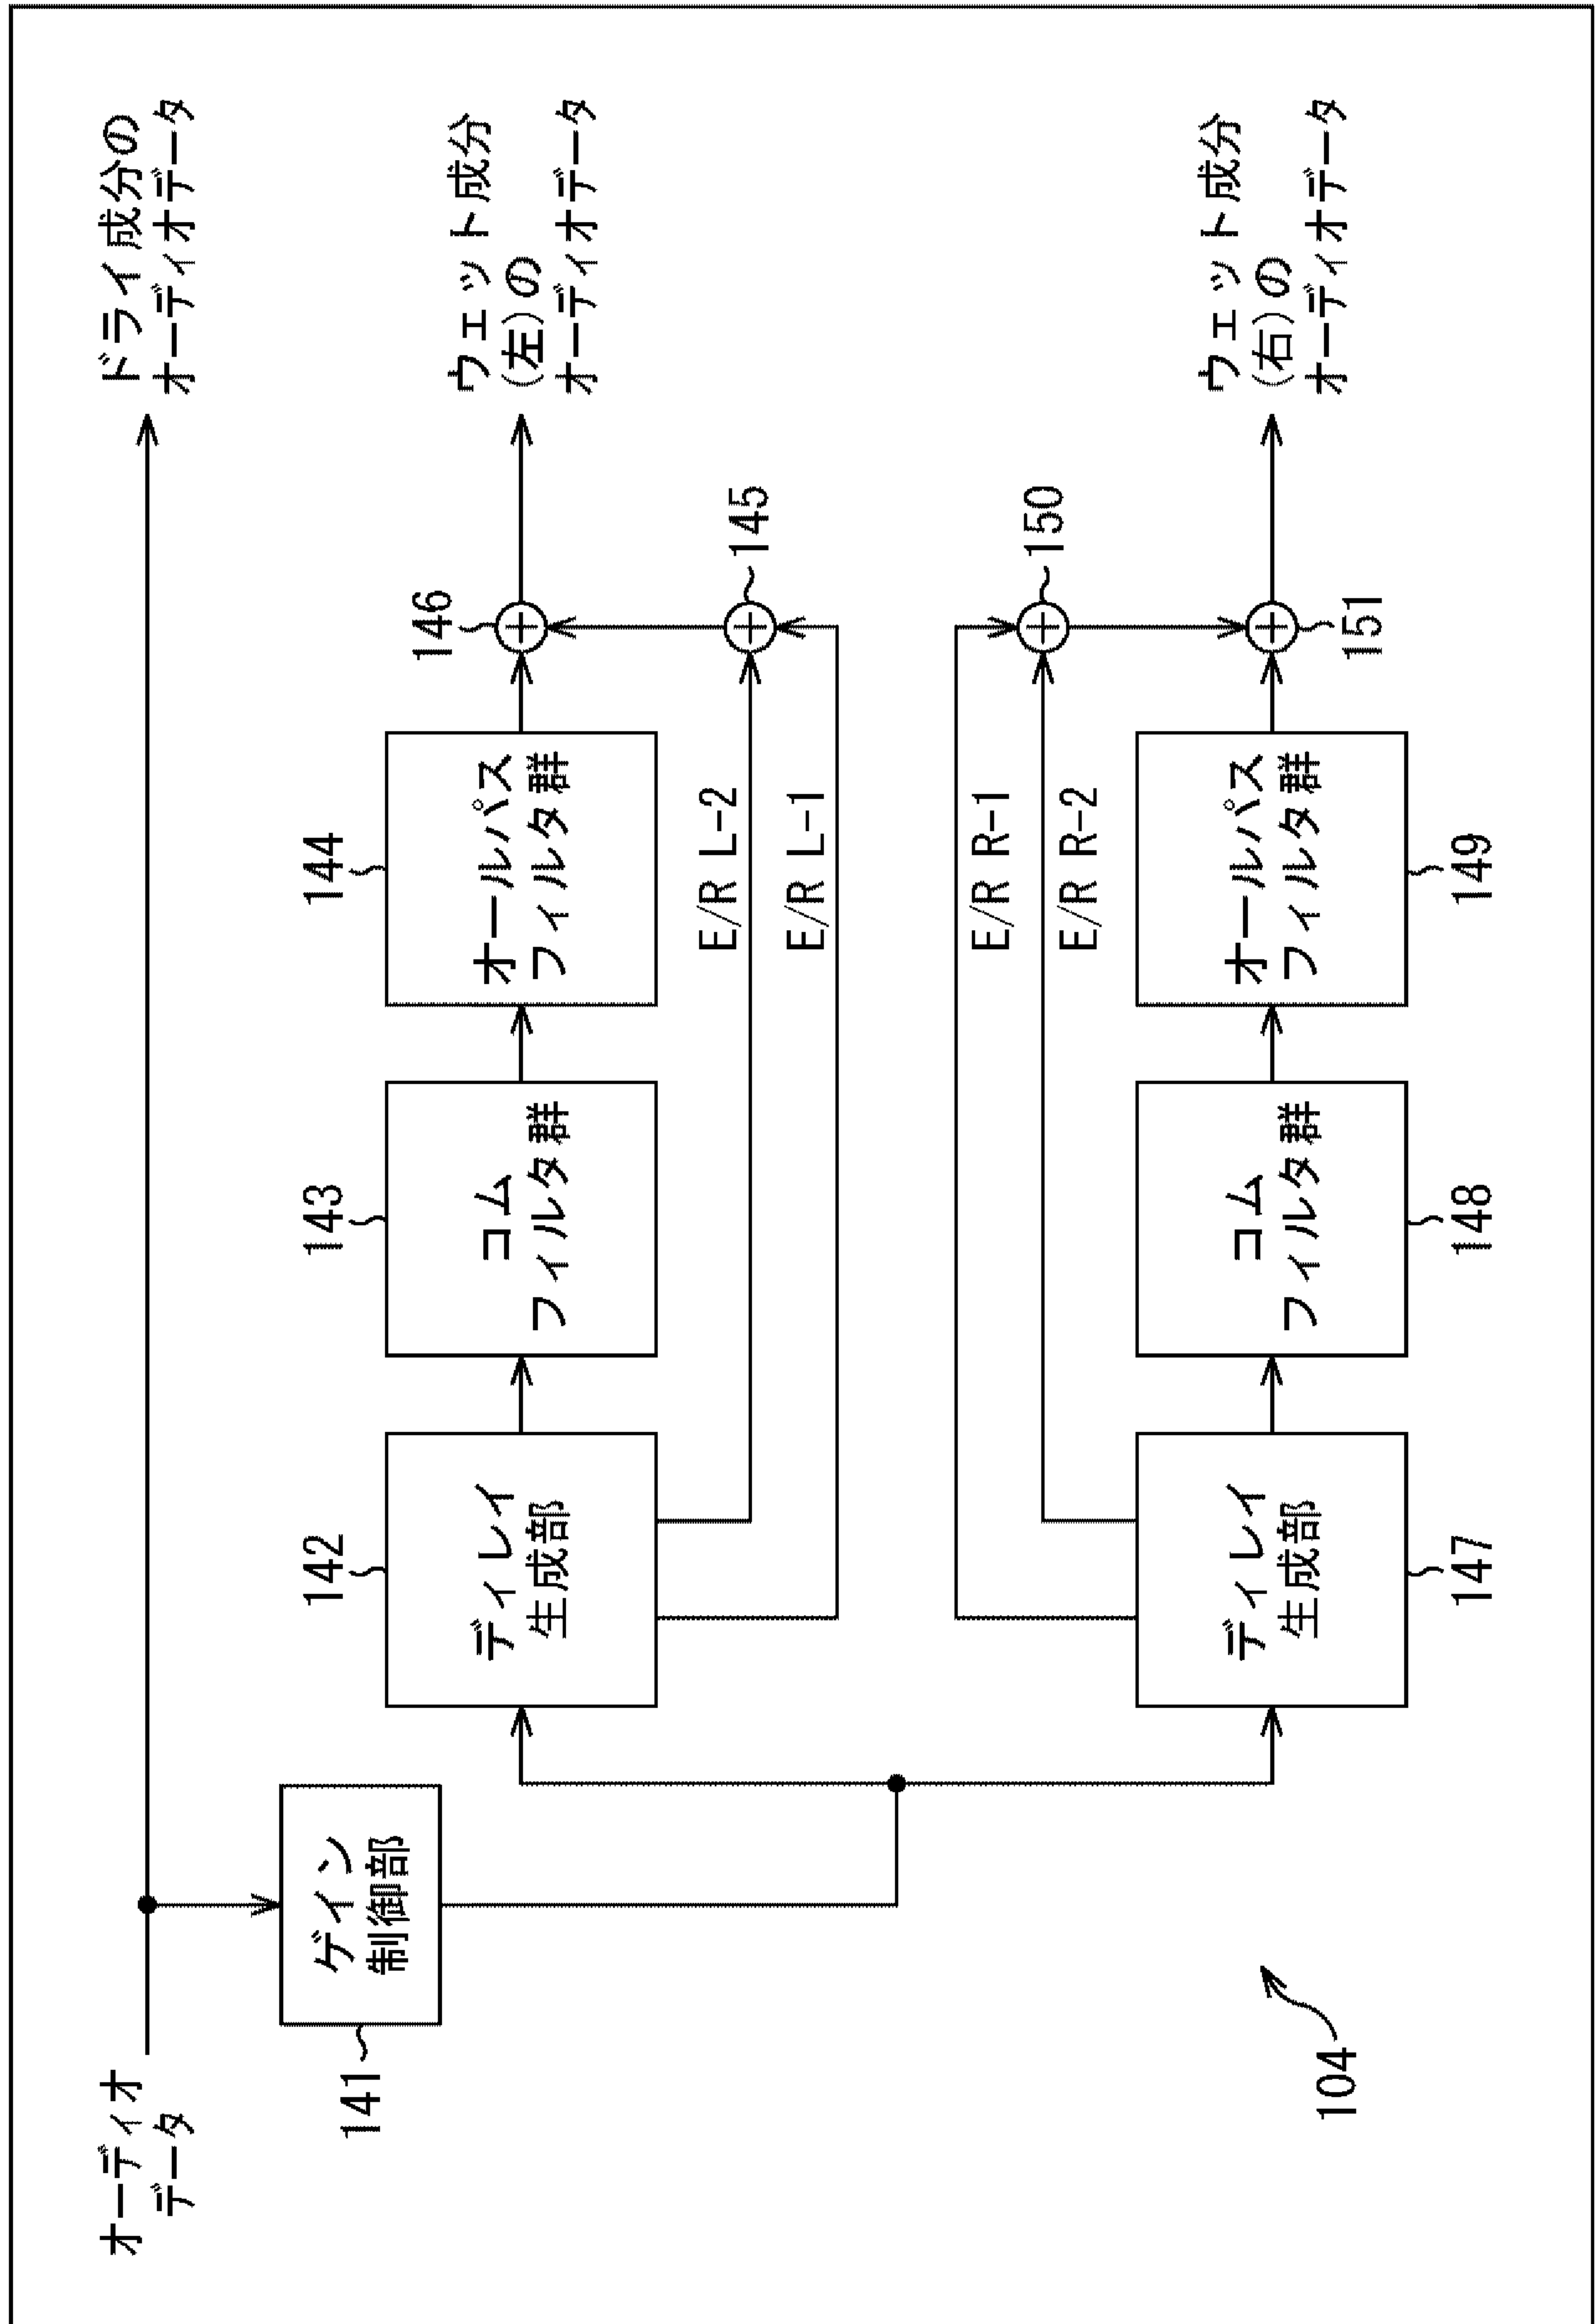 オーディオ
データ
141
ゲイン
制御部
ドライ成分の
オーディオデータ
142
ディレイ
生成部
143
コム
フィルタ群
144
オールパス
フィルタ群
146
ウェット成分
(左)の
オーディオデータ
E/R L-2
145
E/R L-1
E/R R-1
150
E/R R-2
ディレイ
生成部
147
コム
フィルタ群
148
オールパス
フィルタ群
149
151
ウェット成分
(右)の
オーディオデータ
104